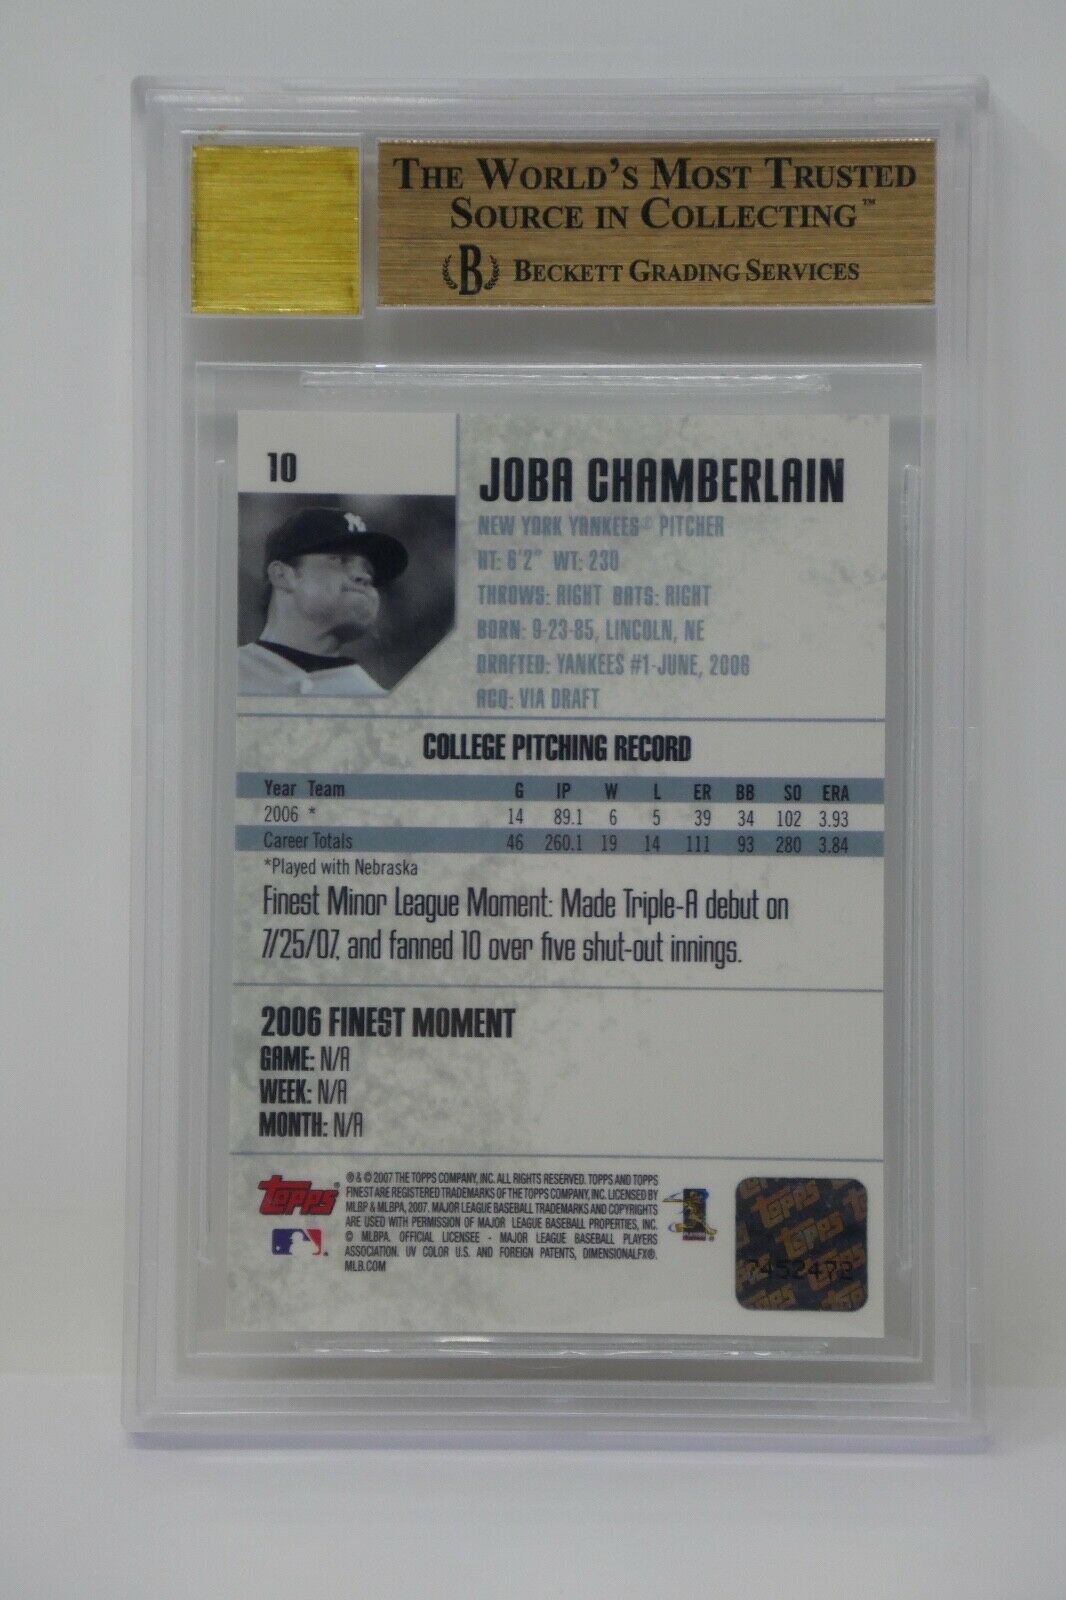 THE WORLD'S MOST TRUSTED
SOURCE IN COLLECTING™
B BECKETT GRADING SERVICES
10
JOBA CHAMBERLAIN
NEW YORK YANKEES® PITCHER
HT: 6'2" WT: 230
THROWS: RIGHT BATS: RIGHT
BORN: 9-23-85, LINCOLN, NE
DRAFTED: YANKEES #1-JUNE, 2006
ACQ: VIA DRAFT
COLLEGE PITCHING RECORD
Year Team G IP W L ER BB SO ERA
2006 * 14 89.1 6 5 39 34 102 3.93
Career Totals 46 260.1 19 14 111 93 280 3.84
*Played with Nebraska
Finest Minor League Moment: Made Triple-A debut on
7/25/07, and fanned 10 over five shut-out innings.
2006 FINEST MOMENT
GAME: N/A
WEEK: N/A
MONTH: N/A
Topps®
® & © 2007 THE TOPPS COMPANY, INC. ALL RIGHTS RESERVED. TOPPS AND TOPPS
FINEST ARE REGISTERED TRADEMARKS OF THE TOPPS COMPANY, INC. LICENSED BY
MLBP & MLBPA, 2007. MAJOR LEAGUE BASEBALL TRADEMARKS AND COPYRIGHTS
ARE USED WITH PERMISSION OF MAJOR LEAGUE BASEBALL PROPERTIES, INC.
© MLBPA. OFFICIAL LICENSEE - MAJOR LEAGUE BASEBALL PLAYERS
ASSOCIATION. UV COLOR U.S. AND FOREIGN PATENTS, DIMENSIONALFX®.
MLB.COM
Topps
Topps
Topps